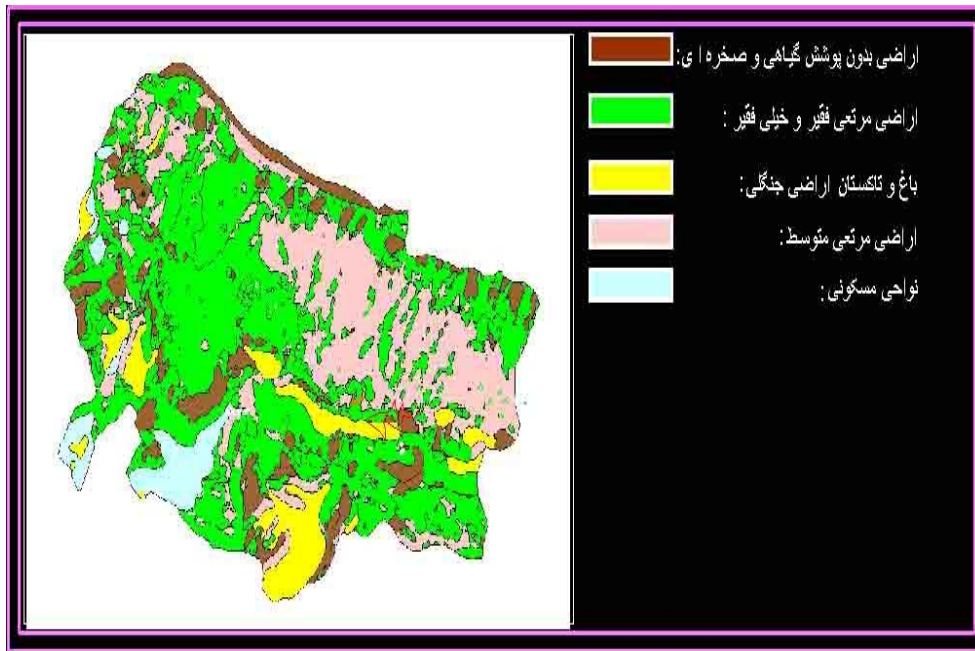 اراضی بدون پوشش گیاهی و صخره ا ی:
اراضی مرتعی فقیر و خیلی فقیر :
باغ و تاکستان اراضی جنگلی:
اراضی مرتعی متوسط:
نواحی مسکونی: